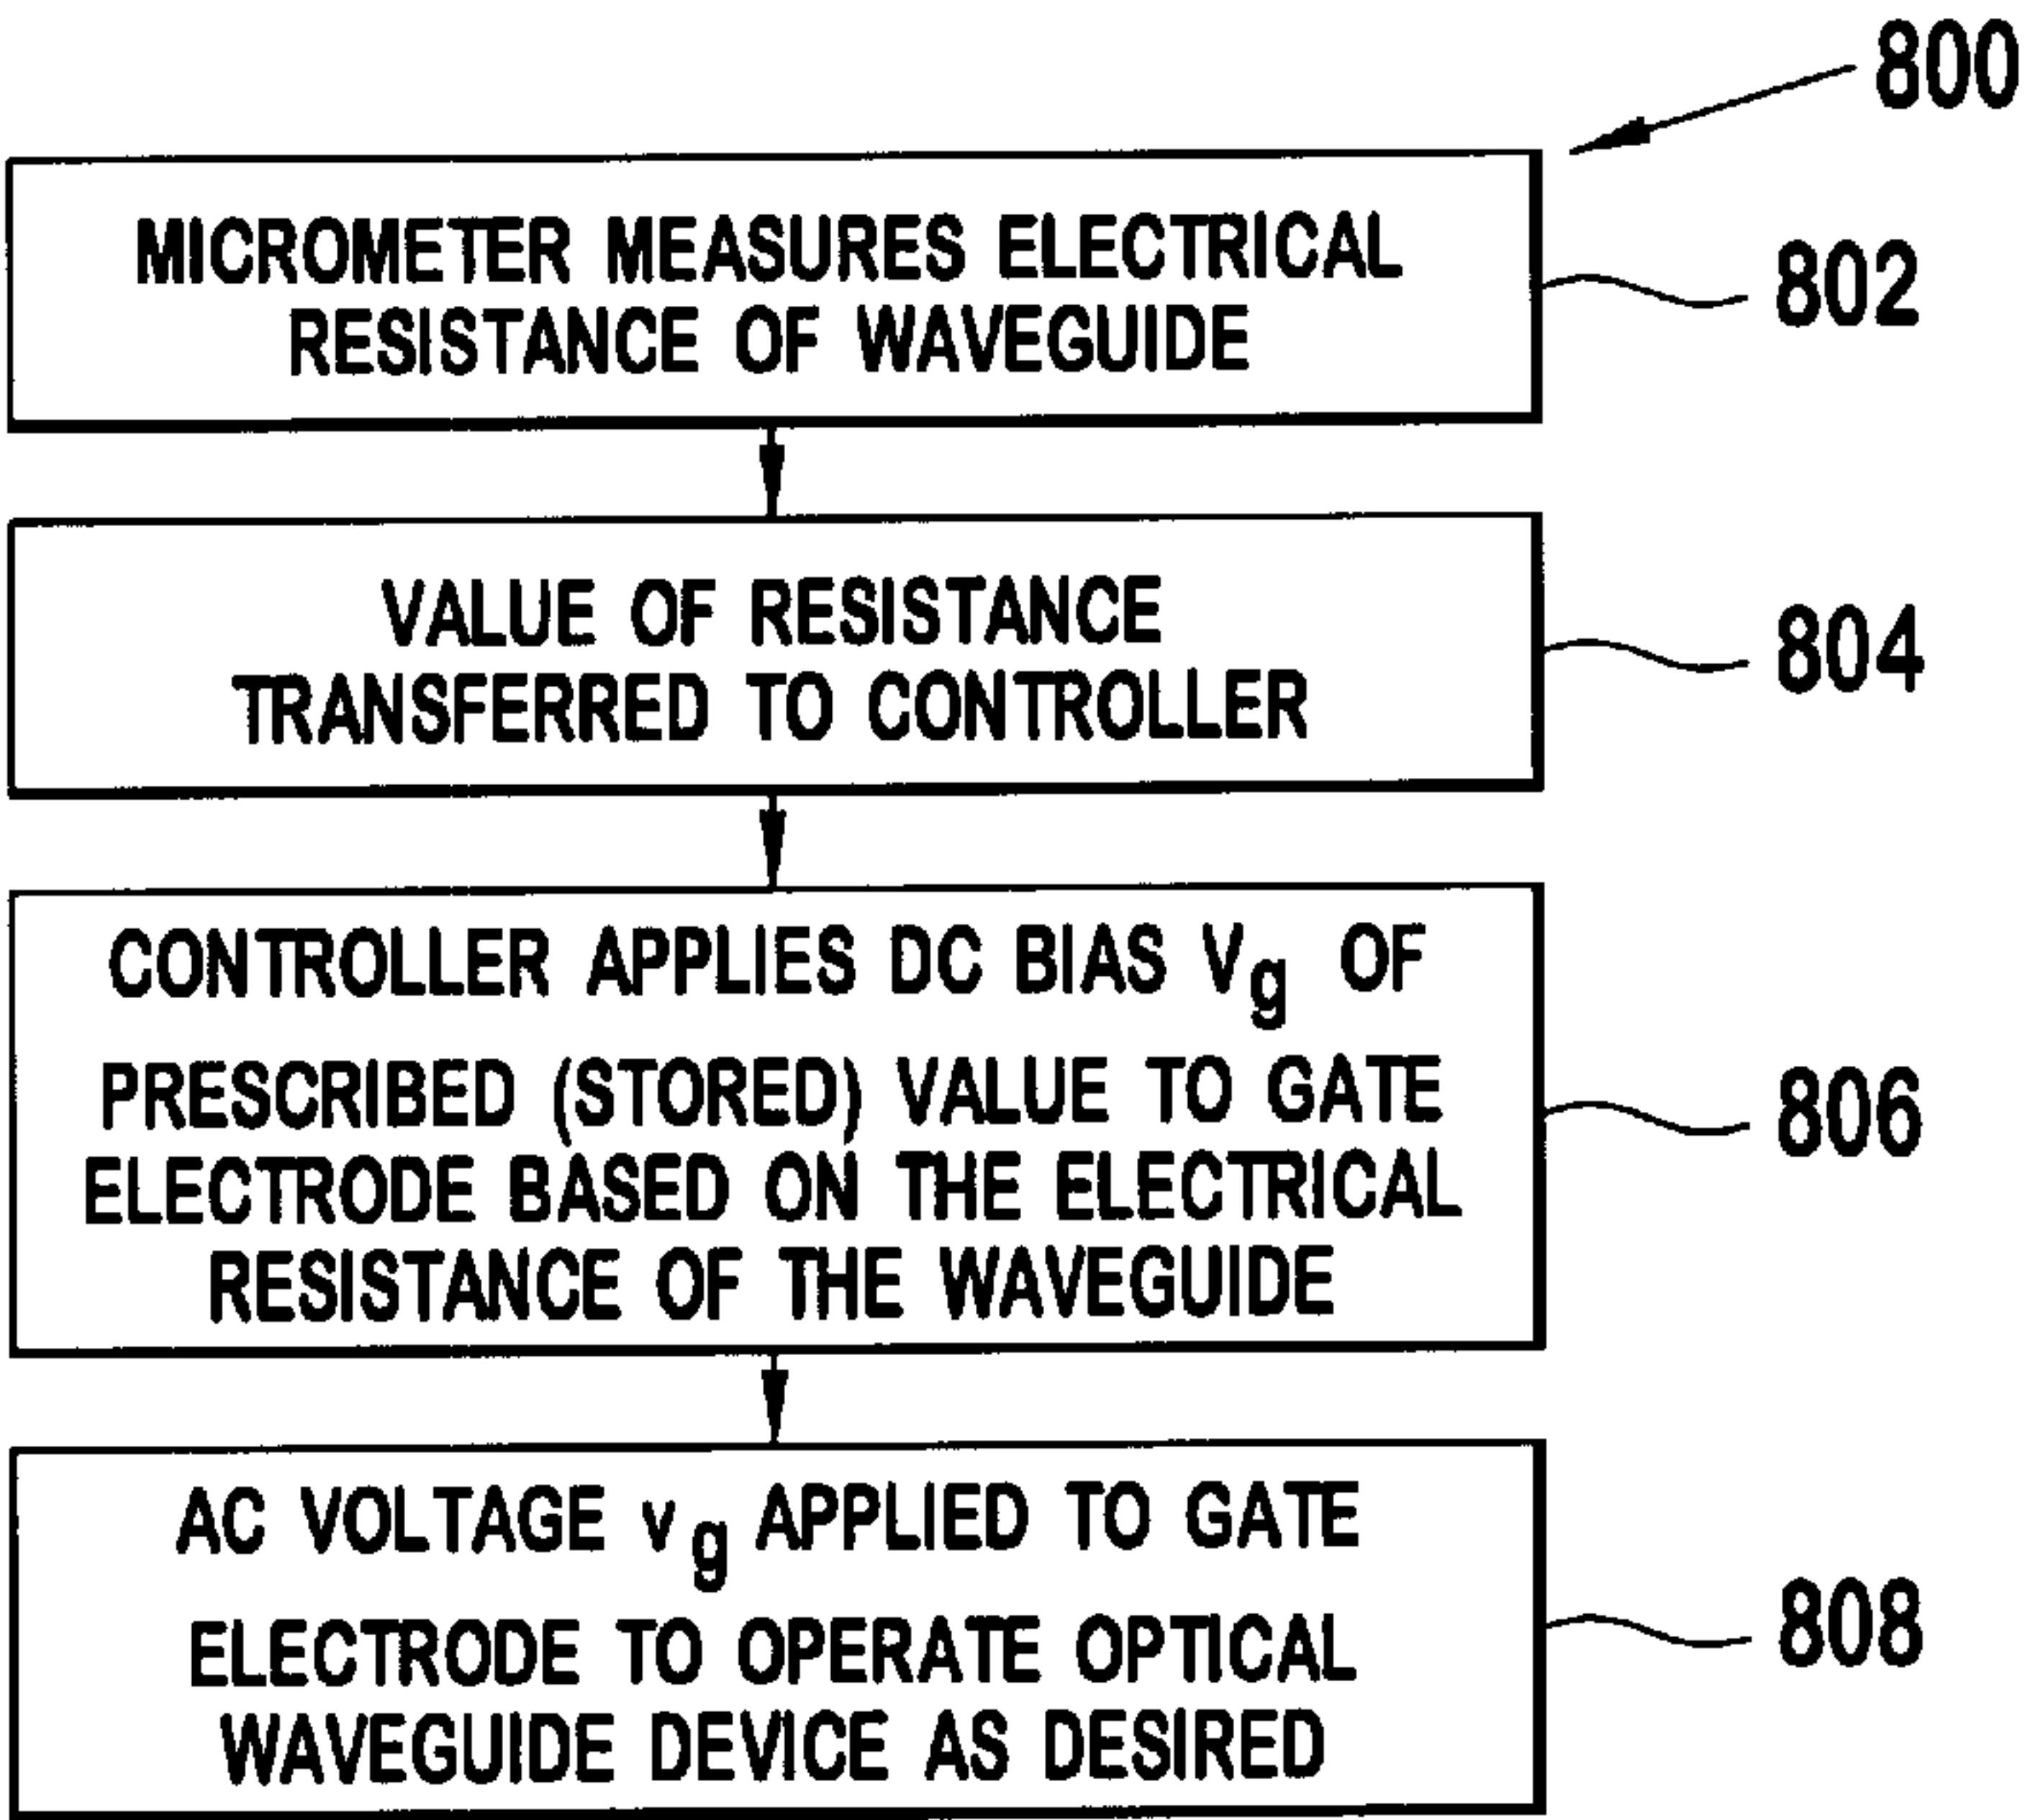 800
MICROMETER MEASURES ELECTRICAL
RESISTANCE OF WAVEGUIDE
802
VALUE OF RESISTANCE
TRANSFERRED TO CONTROLLER
804
CONTROLLER APPLIES DC BIAS Vg OF
PRESCRIBED (STORED) VALUE TO GATE
ELECTRODE BASED ON THE ELECTRICAL
RESISTANCE OF THE WAVEGUIDE
806
AC VOLTAGE vg APPLIED TO GATE
ELECTRODE TO OPERATE OPTICAL
WAVEGUIDE DEVICE AS DESIRED
808